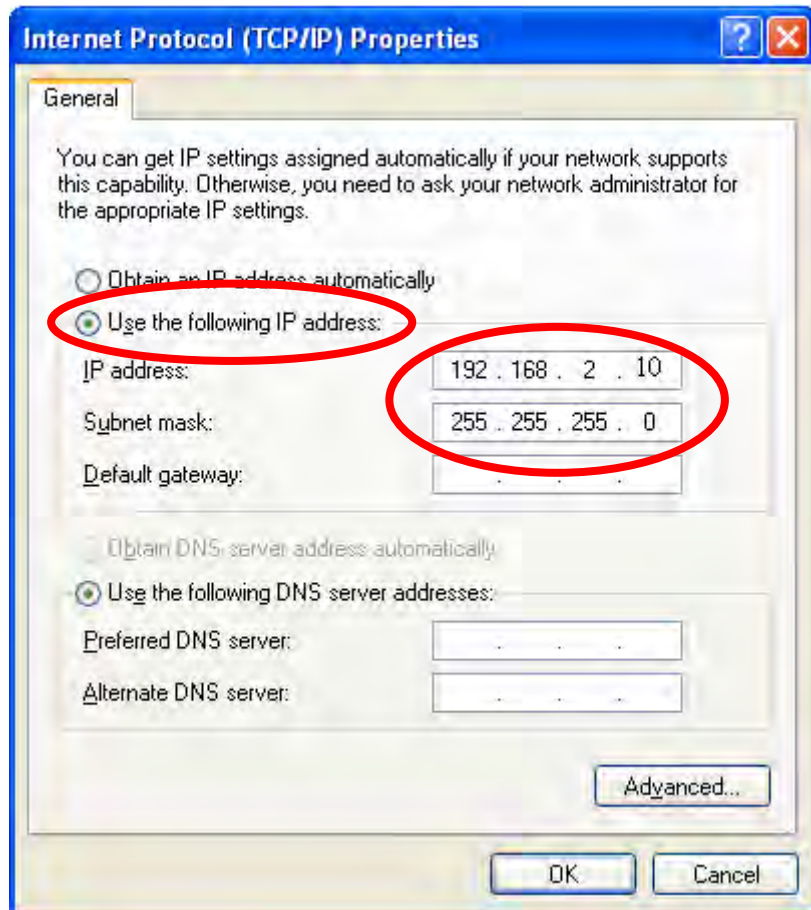 Internet Protocol (TCP/IP) Properties
General
You can get IP settings assigned automatically if your network supports
this capability. Otherwise, you need to ask your network administrator for
the appropriate IP settings.
Obtain an IP address automatically
Use the following IP address:
IP address: 192 . 168 . 2 . 10
Subnet mask: 255 . 255 . 255 . 0
Default gateway: . . .
Obtain DNS server address automatically
Use the following DNS server addresses:
Preferred DNS server: . . .
Alternate DNS server: . . .
Advanced...
OK Cancel